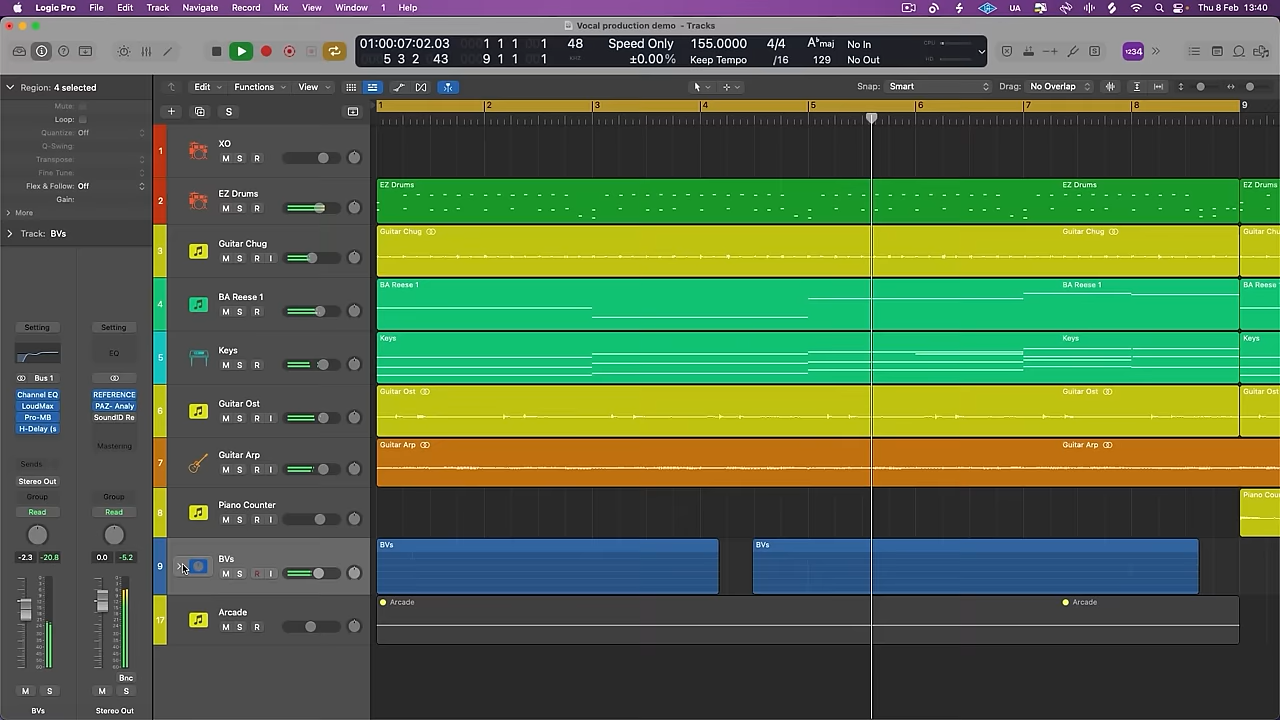 Logic Pro File Edit Track Navigate Record Mix View Window 1 Help UA Thu 8 Feb 13:40
Vocal production demo - Tracks
01:00:07:02.03 1 1 1 1 48 Speed Only 155.0000 4/4 A♭maj No In CPU
5 3 2 43 9 1 1 1 KHZ ±0.00% Keep Tempo /16 129 No Out
1234
Region: 4 selected
Edit Functions View Snap: Smart Drag: No Overlap
1 2 3 4 5 6 7 8 9
Mute:
Loop:
Quantize: Off
Q-Swing:
Transpose:
Fine Tune:
Flex & Follow: Off
Gain:
More
Track: BVs
1 XO
M S R
2 EZ Drums
M S R
EZ Drums EZ Drums EZ Drums
3 Guitar Chug
M S R I
Guitar Chug Guitar Chug Guitar Chu
4 BA Reese 1
M S R
BA Reese 1 BA Reese 1 BA Reese
5 Keys
M S R
Keys Keys Keys
6 Guitar Ost
M S R I
Guitar Ost Guitar Ost Guitar Ost
7 Guitar Arp
M S R I
Guitar Arp Guitar Arp
8 Piano Counter
M S R I
Piano Coun
9 BVs
M S R I
BVs BVs
17 Arcade
M S R
Arcade Arcade
Setting Setting
EQ
Bus 1
Channel EQ REFERENCE
LoudMax PAZ- Analy
Pro-MB SoundID Re
H-Delay (s
Mastering
Sends
Stereo Out
Group Group
Read Read
-2.3 -20.8 0.0 -5.2
Bnc
M S M S
BVs Stereo Out